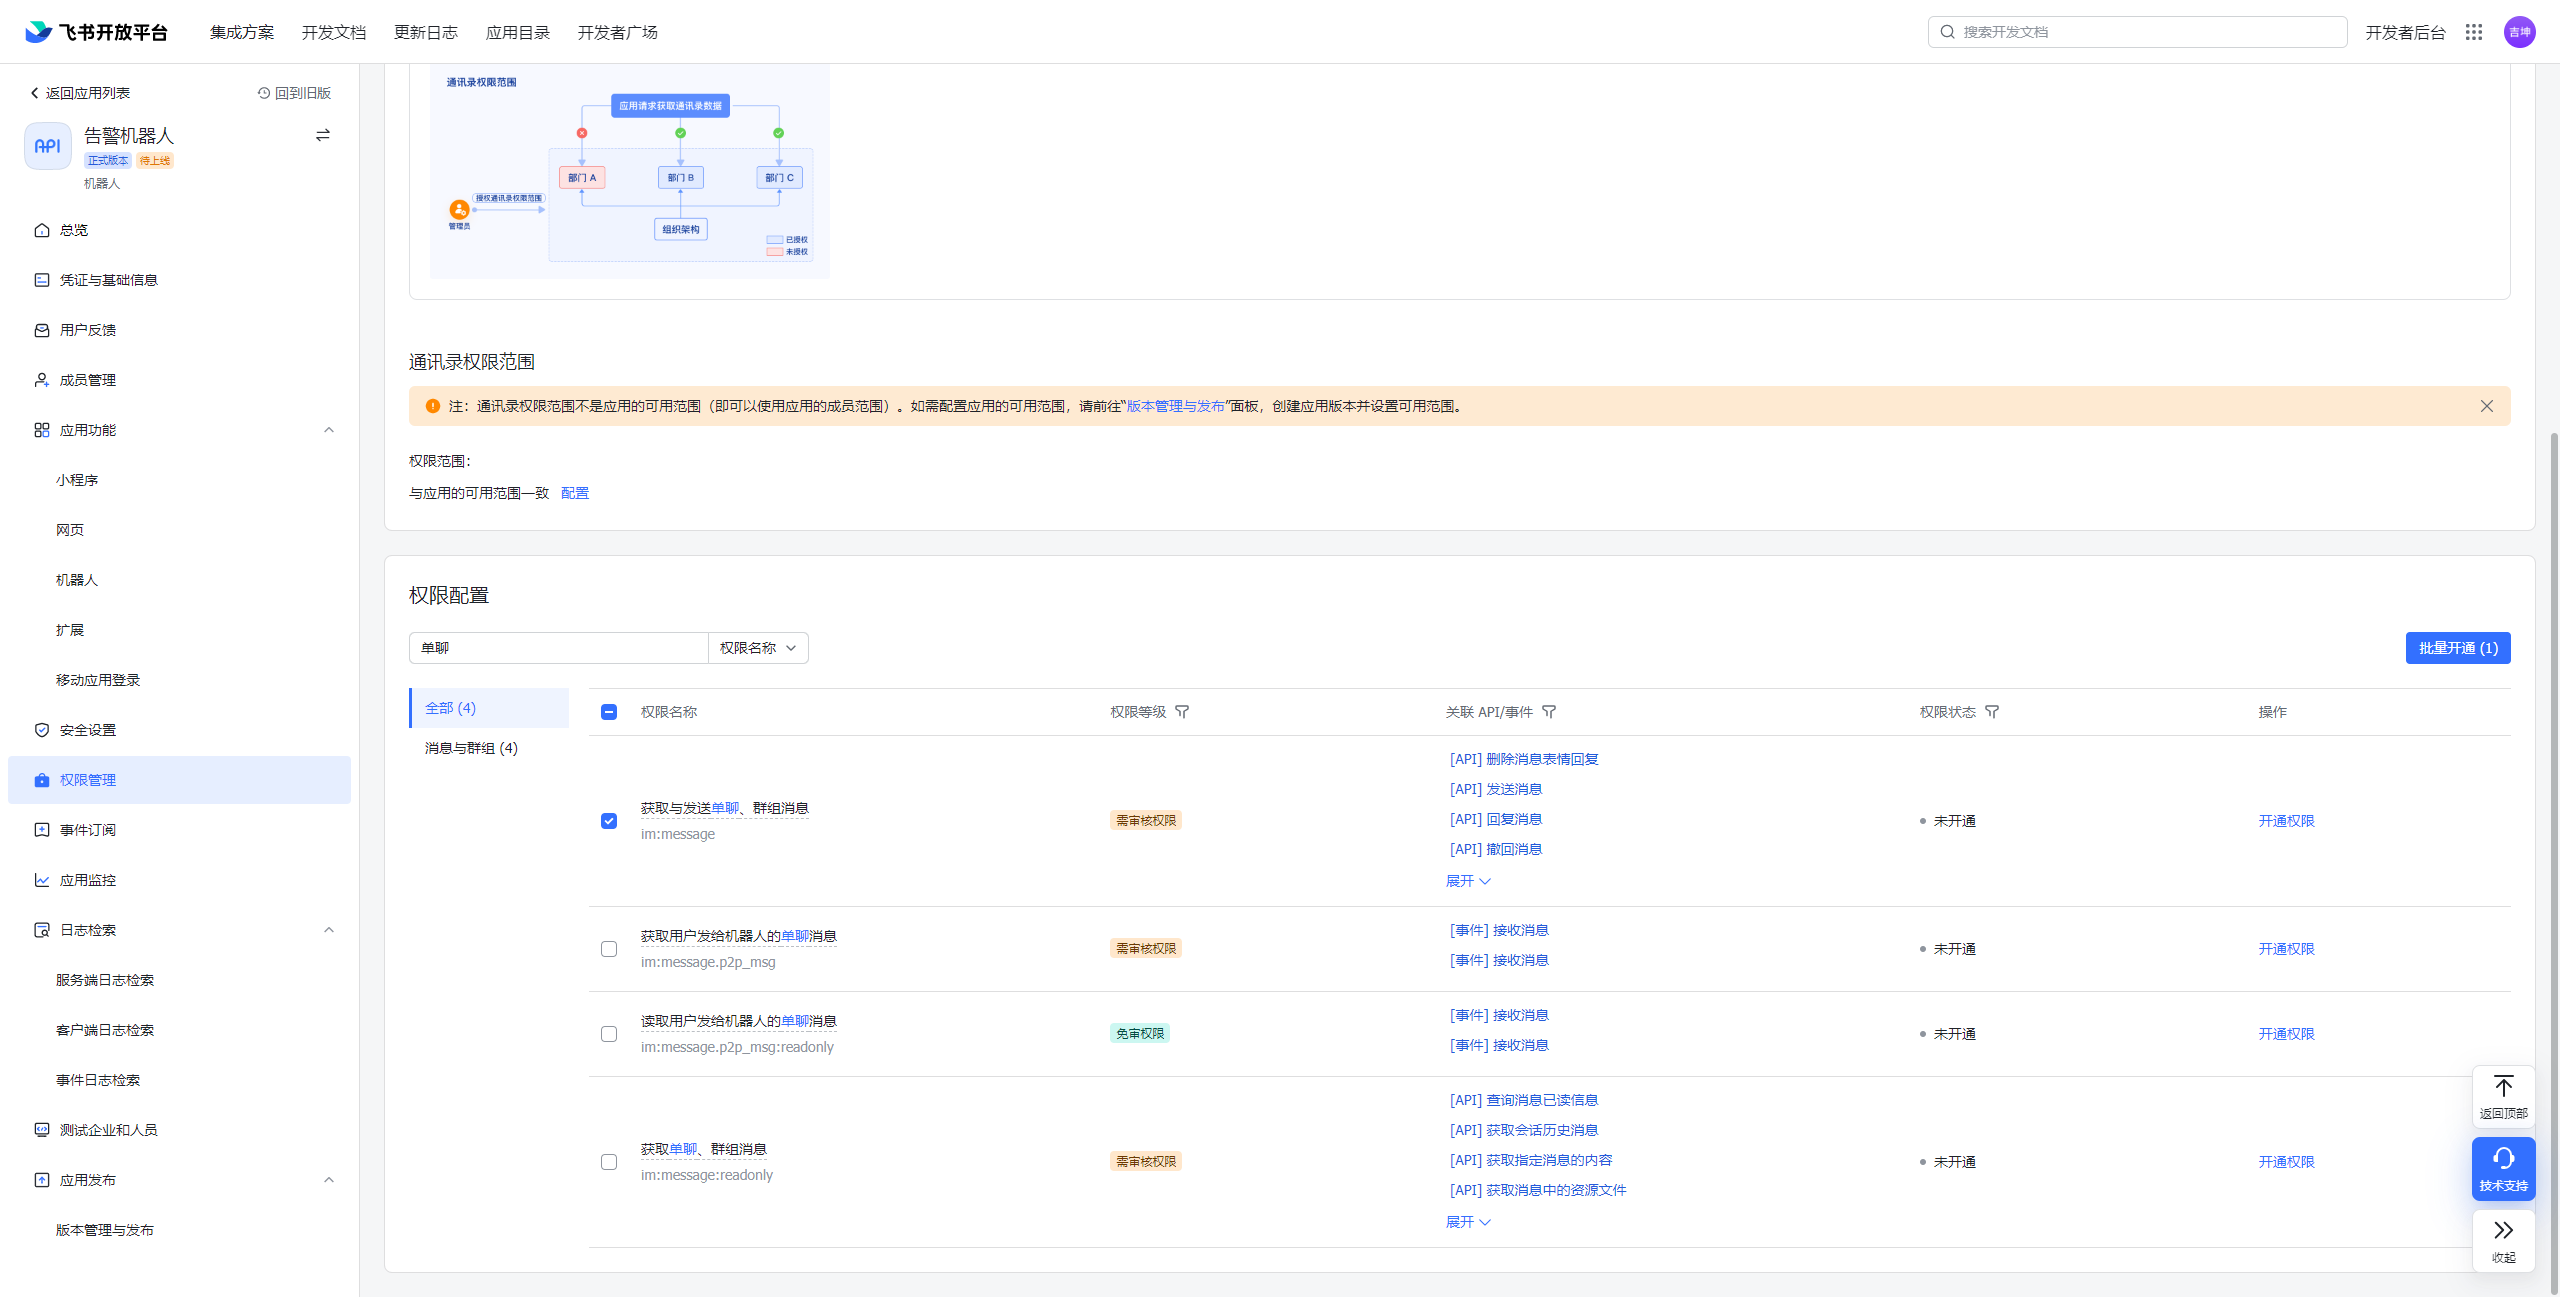 飞书开放平台
集成方案
开发文档
更新日志
应用目录
开发者广场
搜索开发文档
开发者后台
吉坤
返回应用列表
回到旧版
API
告警机器人
正式版本
待上线
机器人
总览
凭证与基础信息
用户反馈
成员管理
应用功能
小程序
网页
机器人
扩展
移动应用登录
安全设置
权限管理
事件订阅
应用监控
日志检索
服务端日志检索
客户端日志检索
事件日志检索
测试企业和人员
应用发布
版本管理与发布
通讯录权限范围
应用请求获取通讯录数据
部门 A
部门 B
部门 C
授权通讯录权限范围
管理员
组织架构
已授权
未授权
通讯录权限范围
注：通讯录权限范围不是应用的可用范围（即可以使用应用的成员范围）。如需配置应用的可用范围，请前往“版本管理与发布”面板，创建应用版本并设置可用范围。
权限范围：
与应用的可用范围一致 配置
权限配置
单聊
权限名称
批量开通 (1)
全部 (4)
消息与群组 (4)
权限名称
权限等级
关联 API/事件
权限状态
操作
获取与发送单聊、群组消息
im:message
需审核权限
[API] 删除消息表情回复
[API] 发送消息
[API] 回复消息
[API] 撤回消息
展开
未开通
开通权限
获取用户发给机器人的单聊消息
im:message.p2p_msg
需审核权限
[事件] 接收消息
[事件] 接收消息
未开通
开通权限
读取用户发给机器人的单聊消息
im:message.p2p_msg:readonly
免审权限
[事件] 接收消息
[事件] 接收消息
未开通
开通权限
获取单聊、群组消息
im:message:readonly
需审核权限
[API] 查询消息已读信息
[API] 获取会话历史消息
[API] 获取指定消息的内容
[API] 获取消息中的资源文件
展开
未开通
开通权限
返回顶部
技术支持
收起